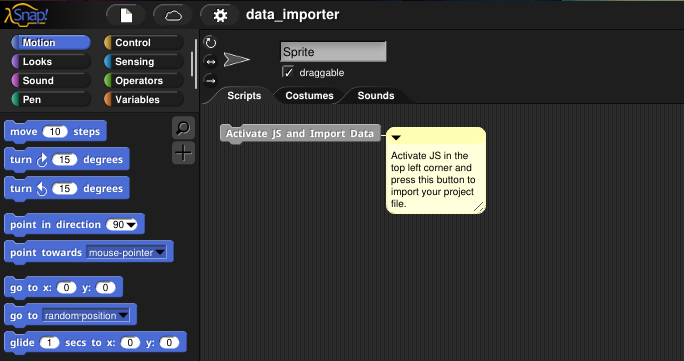 Snap!
data_importer
Motion
Control
Looks
Sensing
Sound
Operators
Pen
Variables
Sprite
draggable
Scripts
Costumes
Sounds
move 10 steps
turn 15 degrees
turn 15 degrees
point in direction 90
point towards mouse-pointer
go to x: 0 y: 0
go to random position
glide 1 secs to x: 0 y: 0
Activate JS and Import Data
Activate JS in the
top left corner and
press this button to
import your project
file.